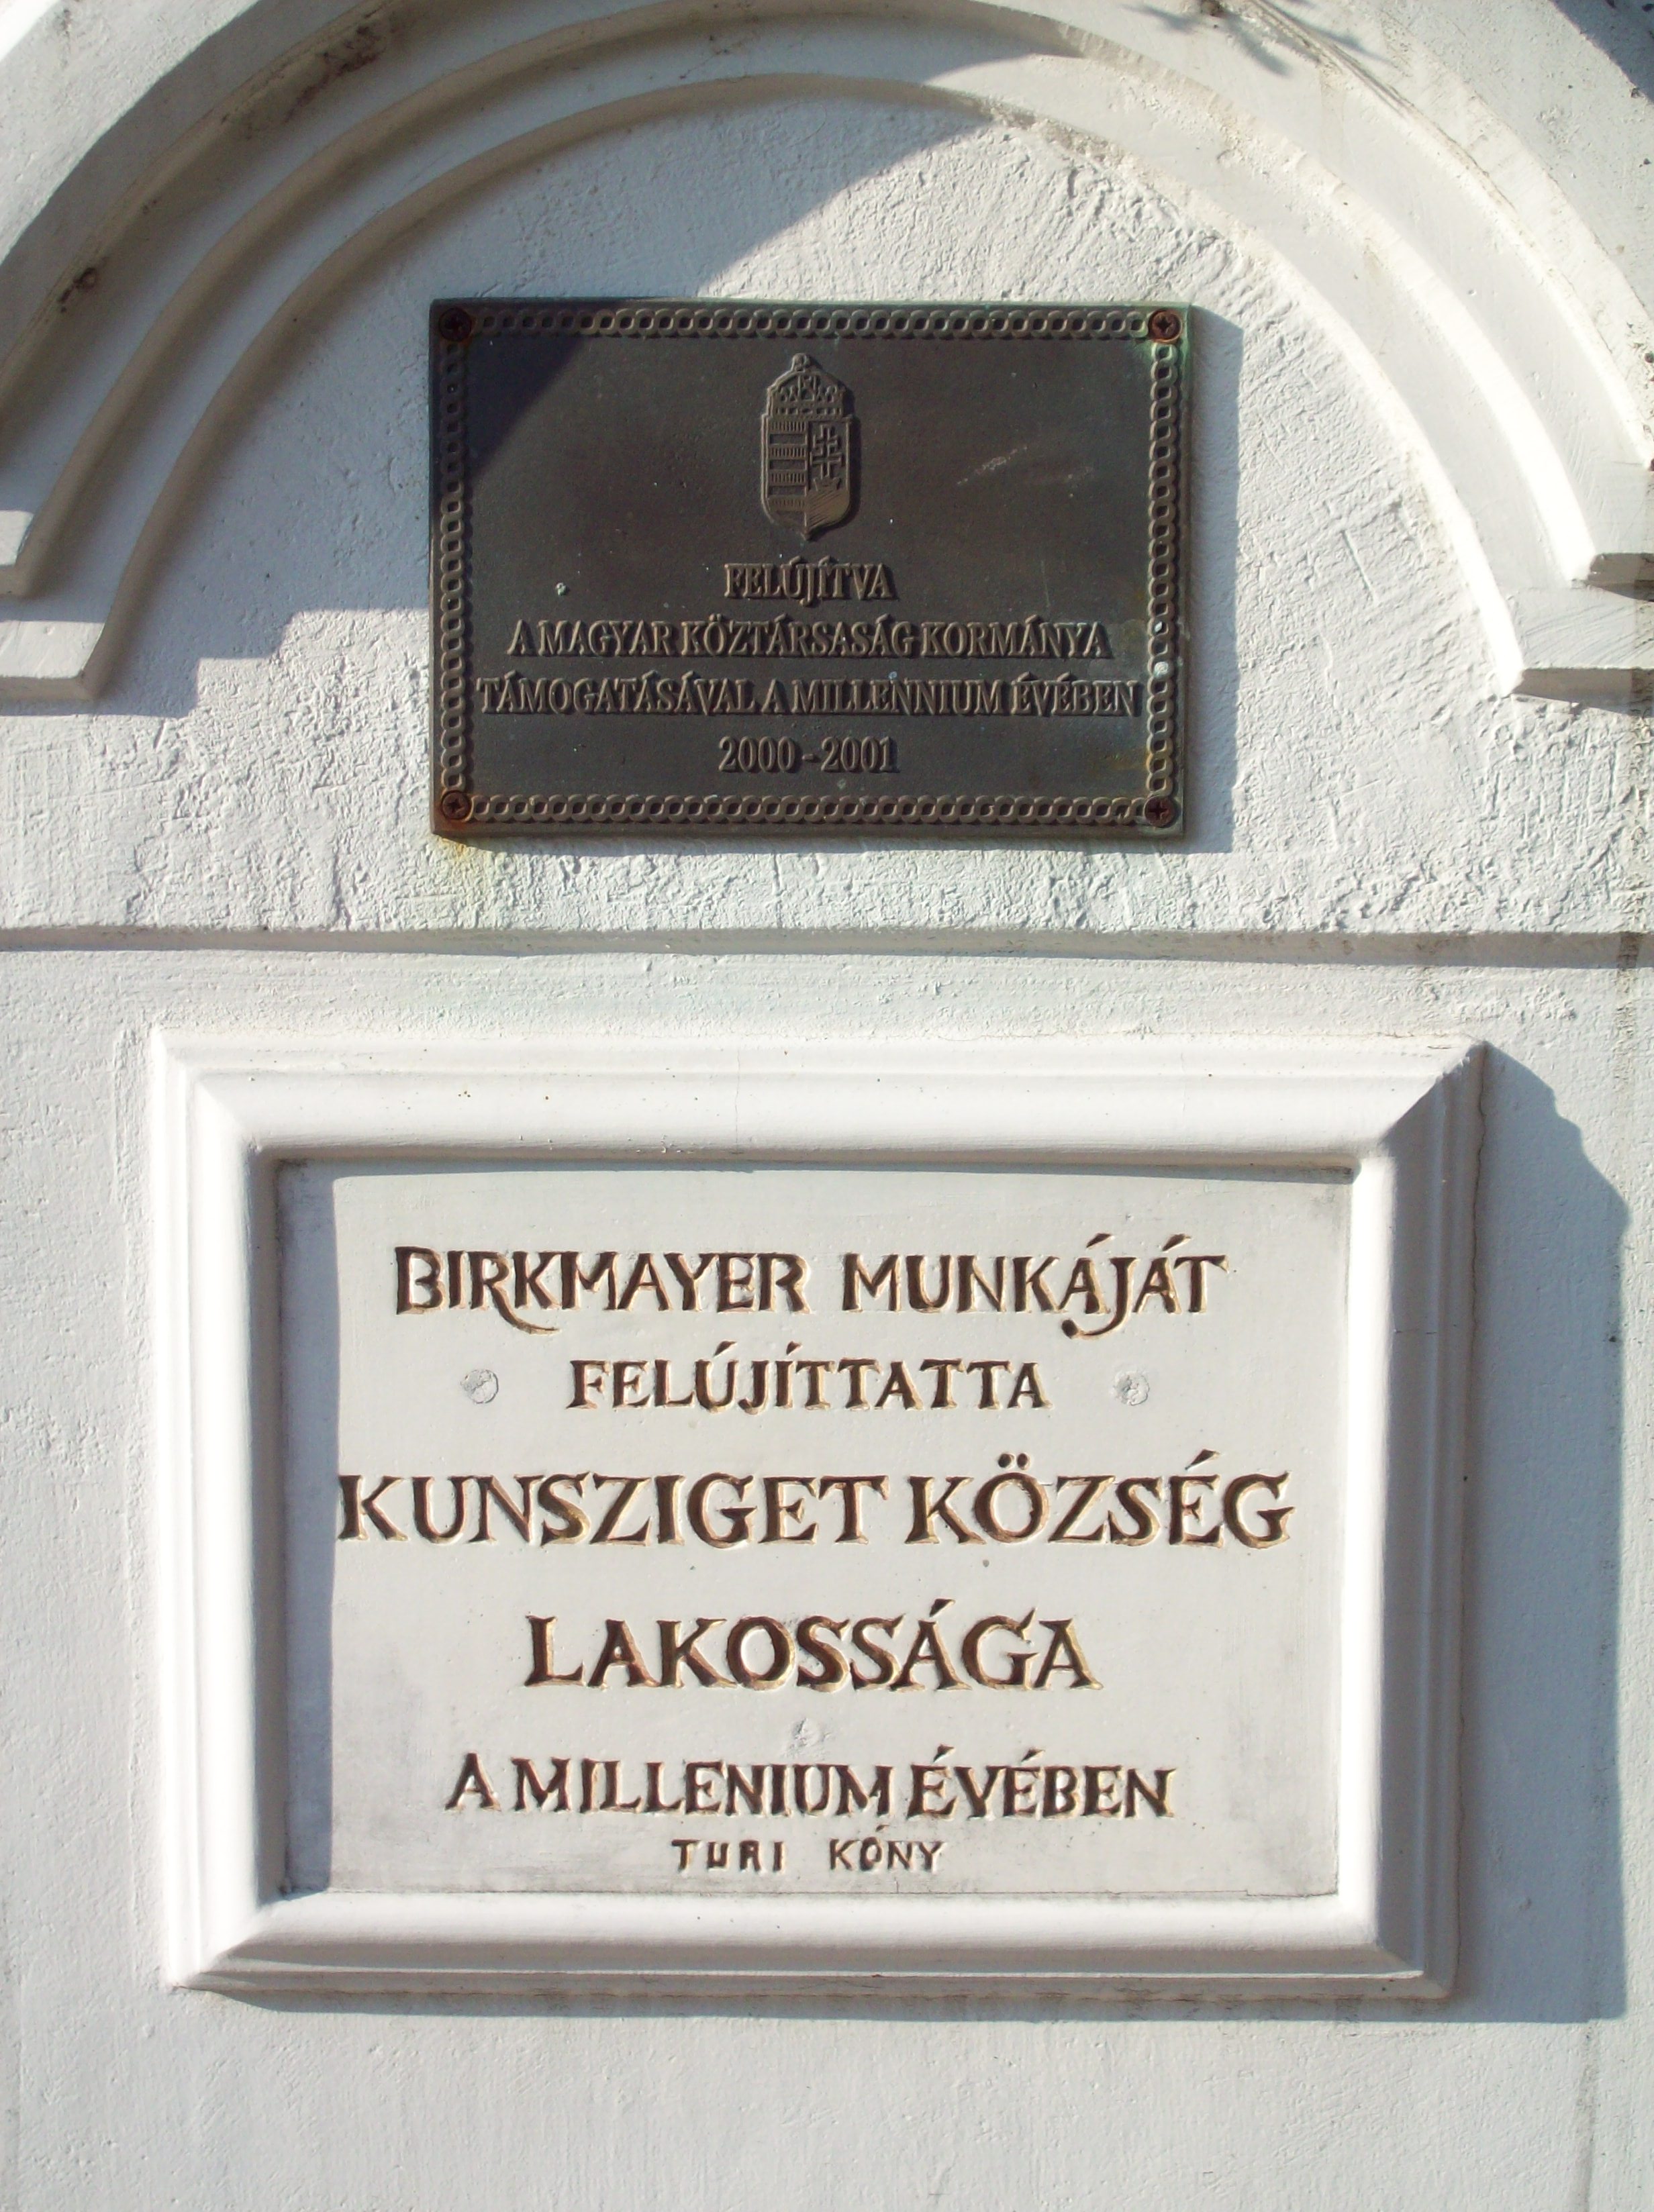 FELÚJÍTVA
A MAGYAR KÖZTÁRSASÁG KORMÁNYA
TÁMOGATÁSÁVAL A MILLENNIUM ÉVÉBEN
2000 - 2001
BIRKMAYER MUNKÁJÁT
FELÚJÍTTATTA
KUNSZIGET KÖZSÉG
LAKOSSÁGA
A MILLENIUM ÉVÉBEN
TURI KÓNY